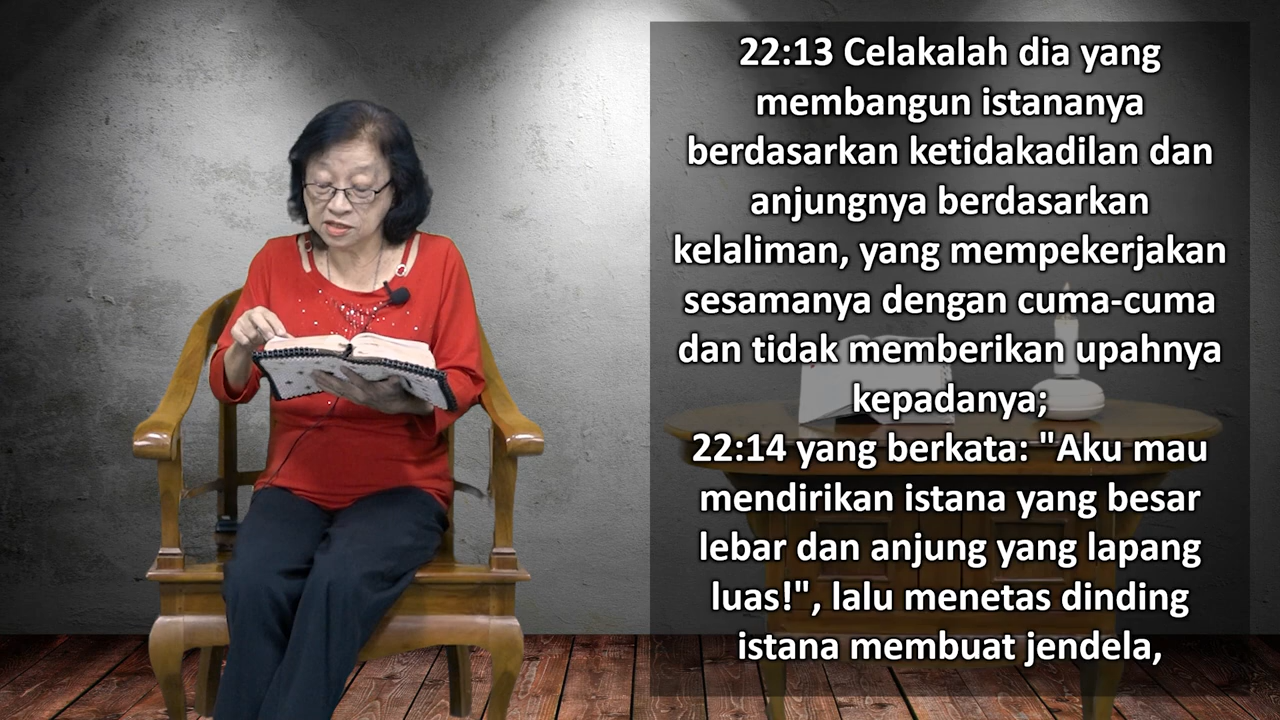 22:13 Celakalah dia yang
membangun istananya
berdasarkan ketidakadilan dan
anjungnya berdasarkan
kelaliman, yang mempekerjakan
sesamanya dengan cuma-cuma
dan tidak memberikan upahnya
kepadanya;
22:14 yang berkata: "Aku mau
mendirikan istana yang besar
lebar dan anjung yang lapang
luas!", lalu menetas dinding
istana membuat jendela,